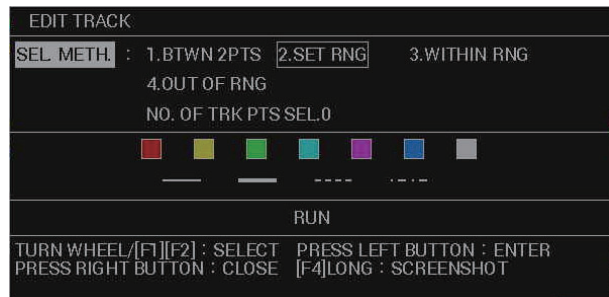 EDIT TRACK
SEL. METH. : 1.BTWN 2PTS 2.SET RNG 3.WITHIN RNG
4.OUT OF RNG
NO. OF TRK PTS SEL.0
RUN
TURN WHEEL/[F1][F2] : SELECT PRESS LEFT BUTTON : ENTER
PRESS RIGHT BUTTON : CLOSE [F4]LONG : SCREENSHOT